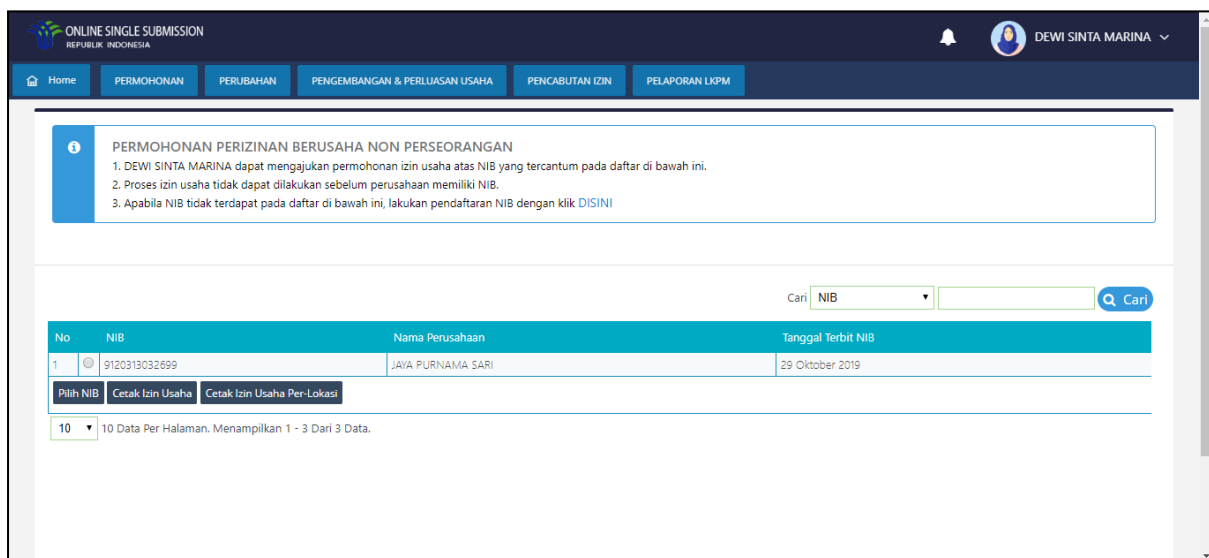 ONLINE SINGLE SUBMISSION
REPUBLIK INDONESIA
DEWI SINTA MARINA
Home PERMOHONAN PERUBAHAN PENGEMBANGAN & PERLUASAN USAHA PENCABUTAN IZIN PELAPORAN LKPM
PERMOHONAN PERIZINAN BERUSAHA NON PERSEORANGAN
1. DEWI SINTA MARINA dapat mengajukan permohonan izin usaha atas NIB yang tercantum pada daftar di bawah ini.
2. Proses izin usaha tidak dapat dilakukan sebelum perusahaan memiliki NIB.
3. Apabila NIB tidak terdapat pada daftar di bawah ini, lakukan pendaftaran NIB dengan klik DISINI
Cari NIB Cari
No NIB Nama Perusahaan Tanggal Terbit NIB
1 9120313032699 JAYA PURNAMA SARI 29 Oktober 2019
Pilih NIB Cetak Izin Usaha Cetak Izin Usaha Per-Lokasi
10 10 Data Per Halaman. Menampilkan 1 - 3 Dari 3 Data.